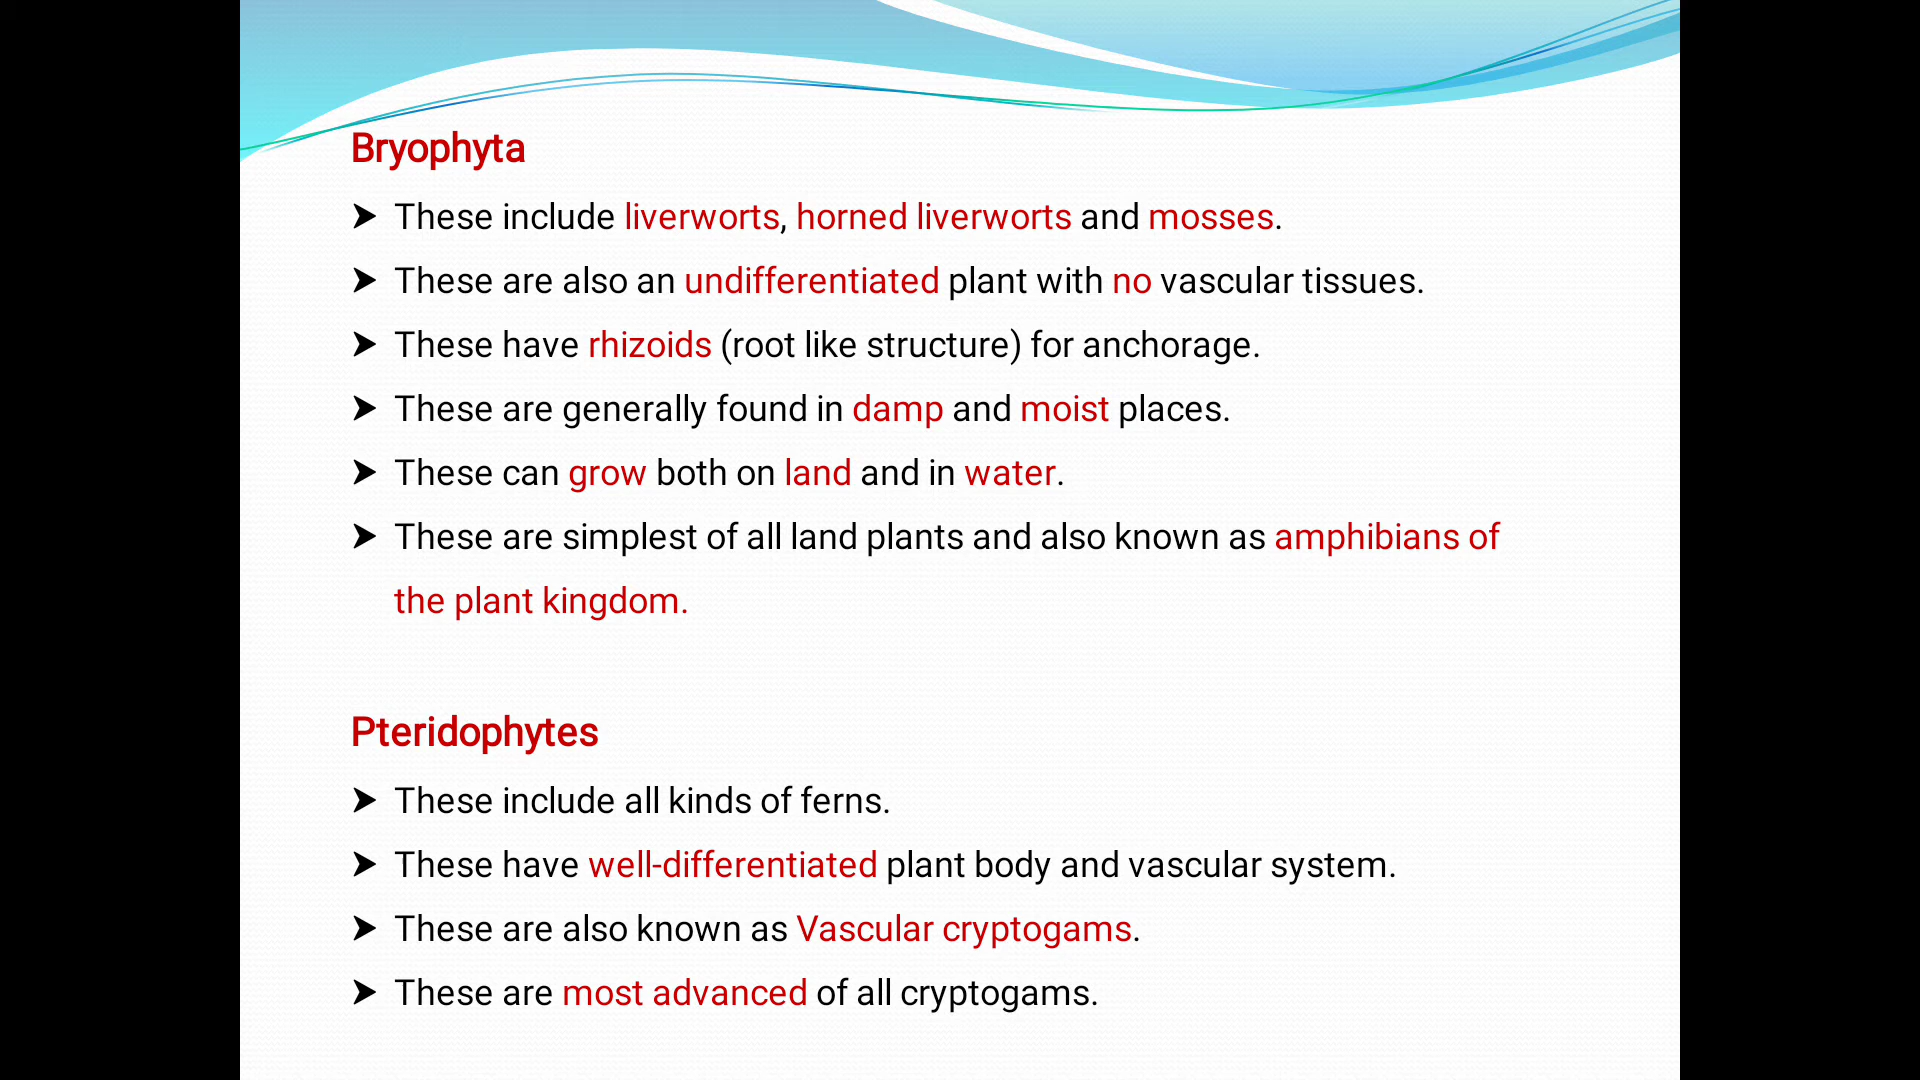 Bryophyta
➤ These include liverworts, horned liverworts and mosses.
➤ These are also an undifferentiated plant with no vascular tissues.
➤ These have rhizoids (root like structure) for anchorage.
➤ These are generally found in damp and moist places.
➤ These can grow both on land and in water.
➤ These are simplest of all land plants and also known as amphibians of
the plant kingdom.
Pteridophytes
➤ These include all kinds of ferns.
➤ These have well-differentiated plant body and vascular system.
➤ These are also known as Vascular cryptogams.
➤ These are most advanced of all cryptogams.